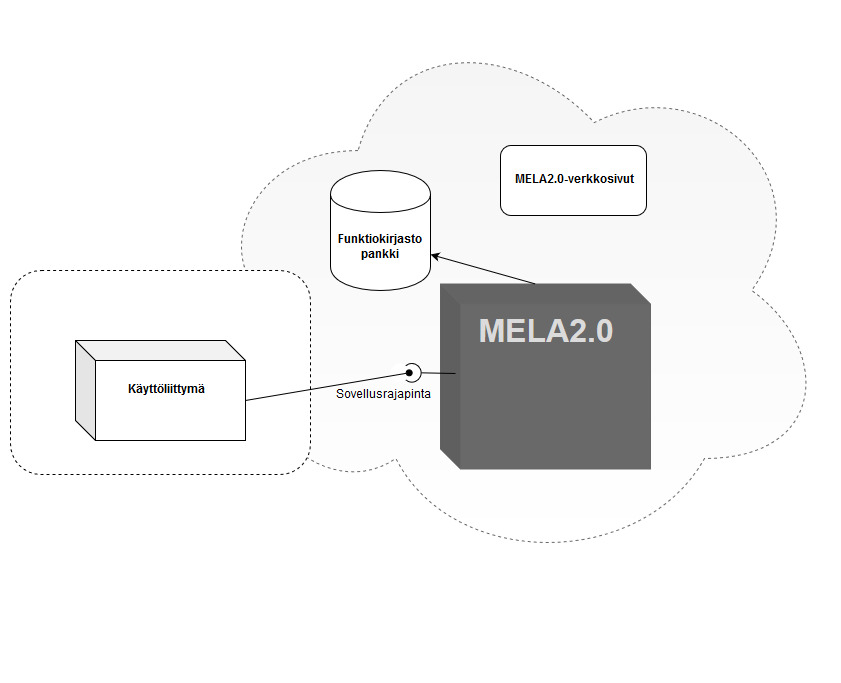 MELA2.0-verkkosivut
Funktiokirjasto
pankki
MELA2.0
Käyttöliittymä
Sovellusrajapinta